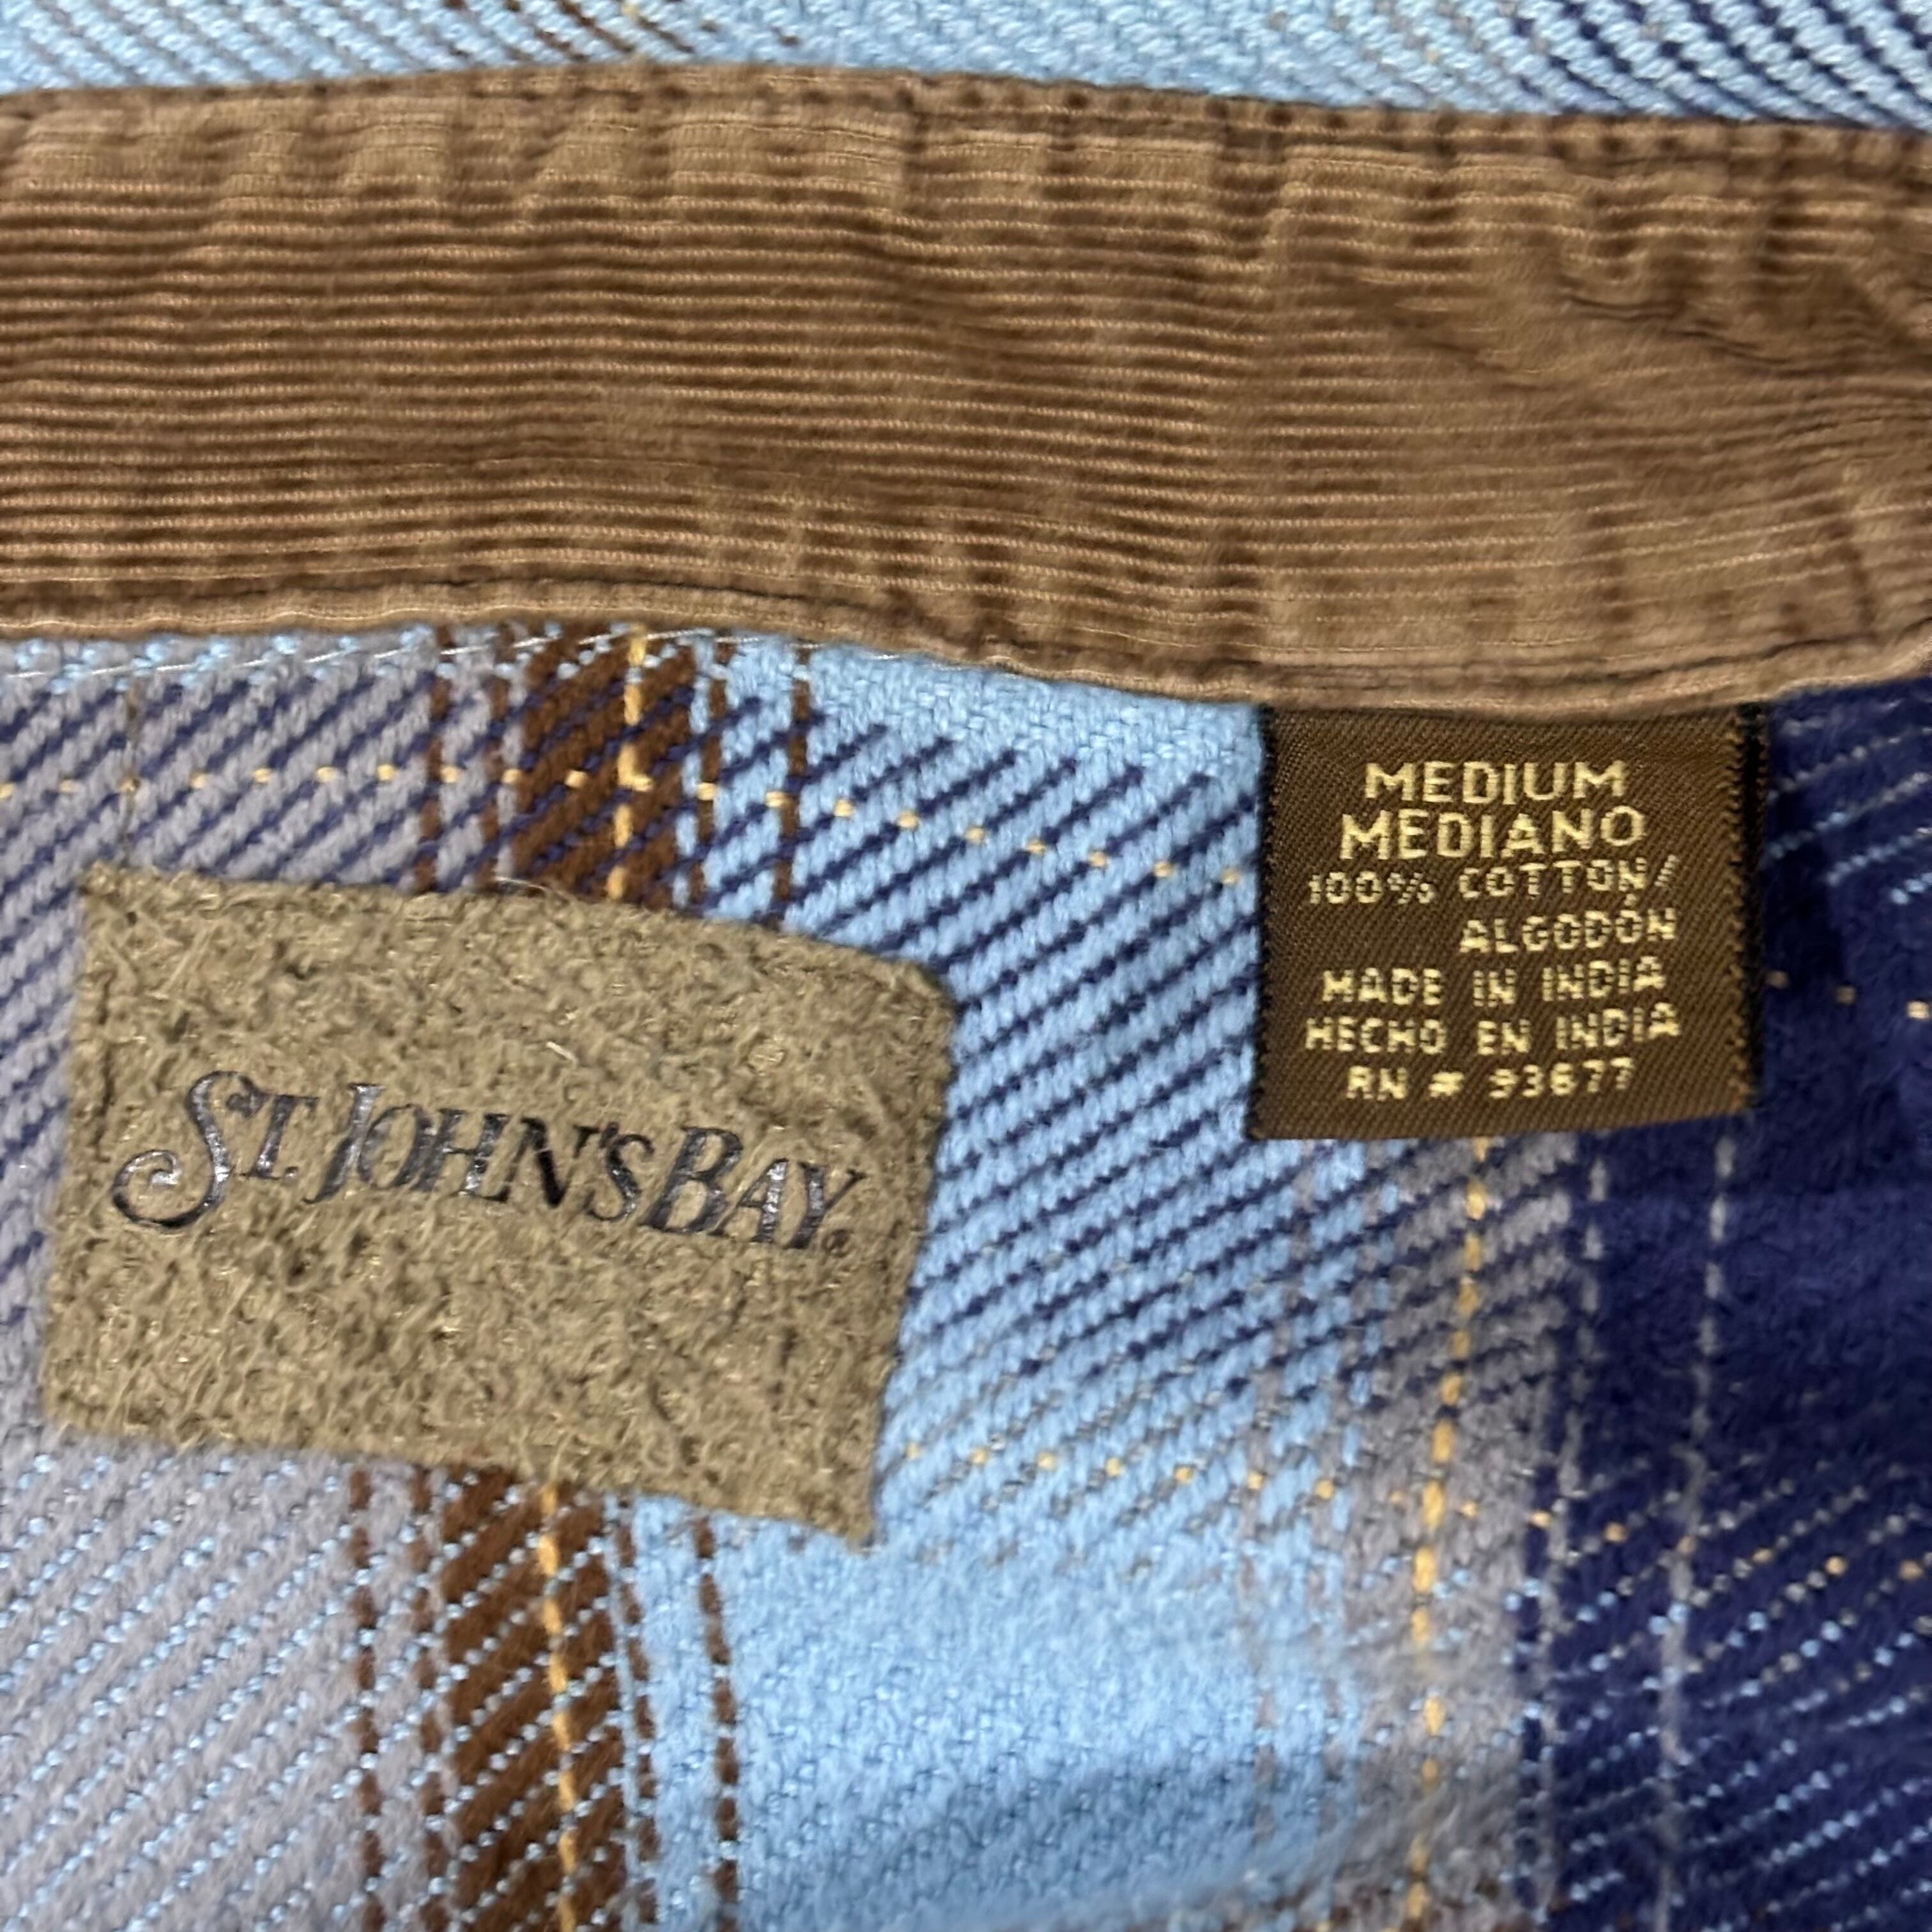 ST. JOHN'S BAY®
MEDIUM
MEDIANO
100% COTTON/
ALGODÓN
MADE IN INDIA
HECHO EN INDIA
RN # 93677